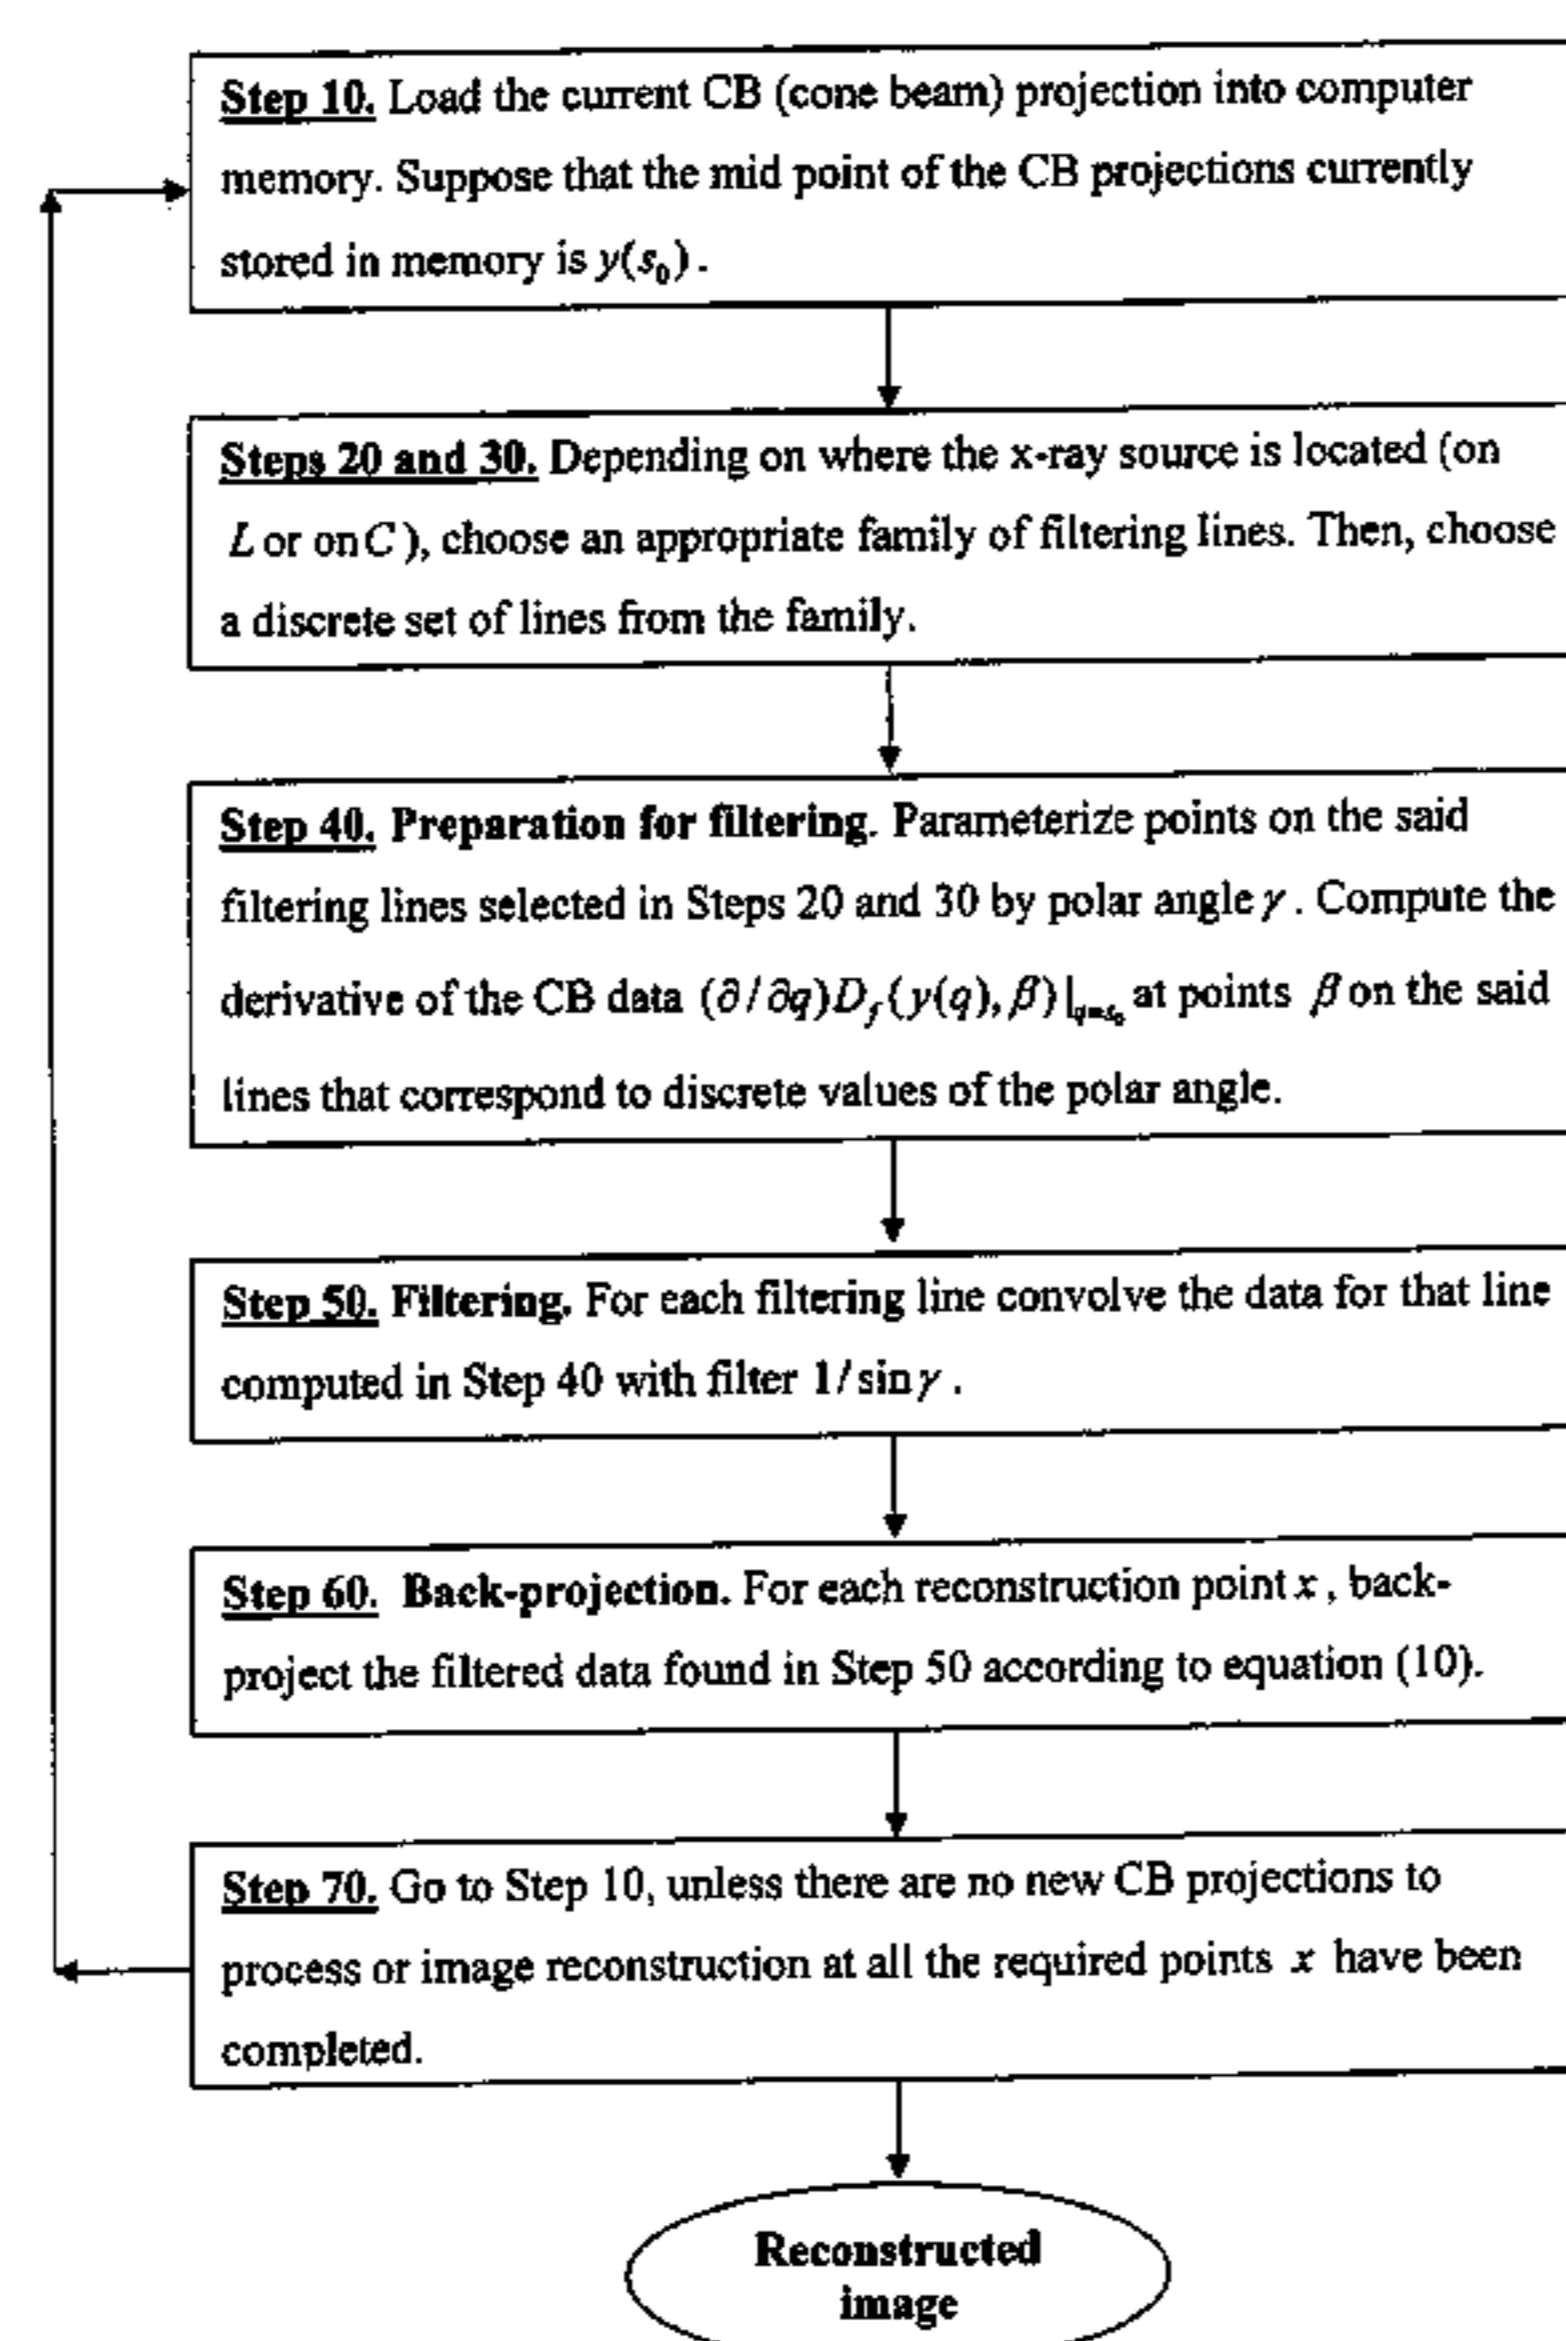 Step 10. Load the current CB (cone beam) projection into computer
memory. Suppose that the mid point of the CB projections currently
stored in memory is y(s₀).
Steps 20 and 30. Depending on where the x-ray source is located (on
L or on C), choose an appropriate family of filtering lines. Then, choose
a discrete set of lines from the family.
Step 40. Preparation for filtering. Parameterize points on the said
filtering lines selected in Steps 20 and 30 by polar angle γ. Compute the
derivative of the CB data (∂/∂q)D_f(y(q),β)|_{q=s₀} at points β on the said
lines that correspond to discrete values of the polar angle.
Step 50. Filtering. For each filtering line convolve the data for that line
computed in Step 40 with filter 1/sin γ.
Step 60. Back-projection. For each reconstruction point x, back-
project the filtered data found in Step 50 according to equation (10).
Step 70. Go to Step 10, unless there are no new CB projections to
process or image reconstruction at all the required points x have been
completed.
Reconstructed
image